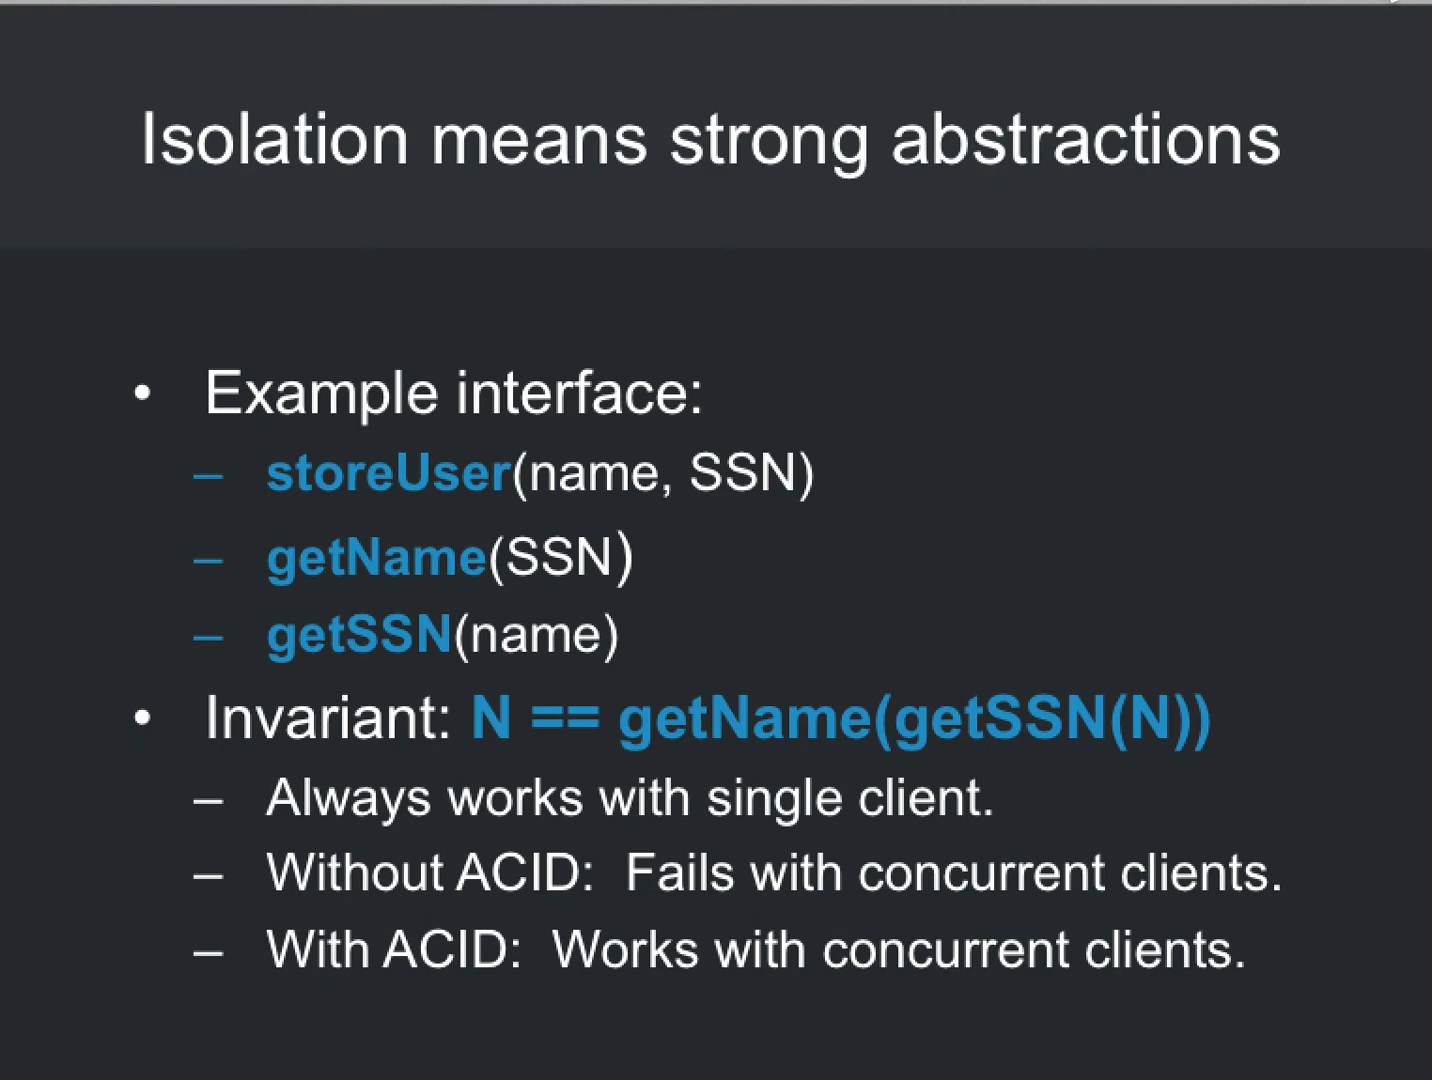 Isolation means strong abstractions
• Example interface:
– storeUser(name, SSN)
– getName(SSN)
– getSSN(name)
• Invariant: N == getName(getSSN(N))
– Always works with single client.
– Without ACID: Fails with concurrent clients.
– With ACID: Works with concurrent clients.